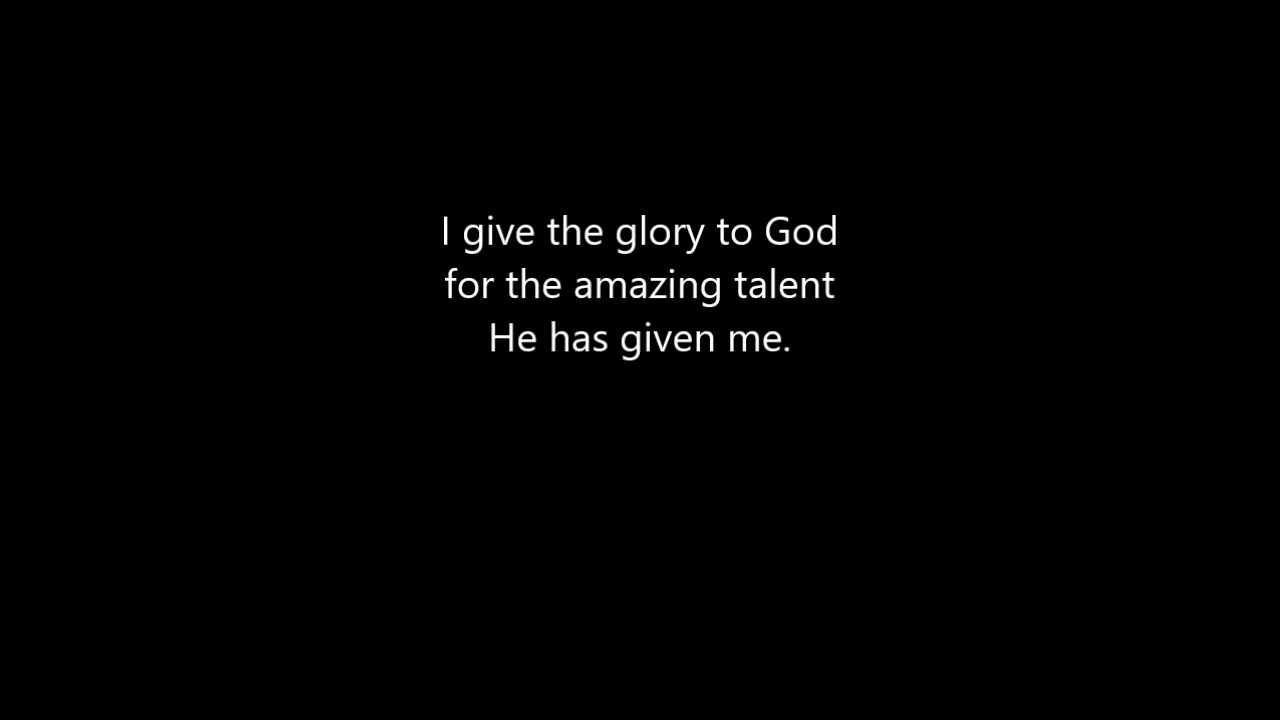 I give the glory to God
for the amazing talent
He has given me.